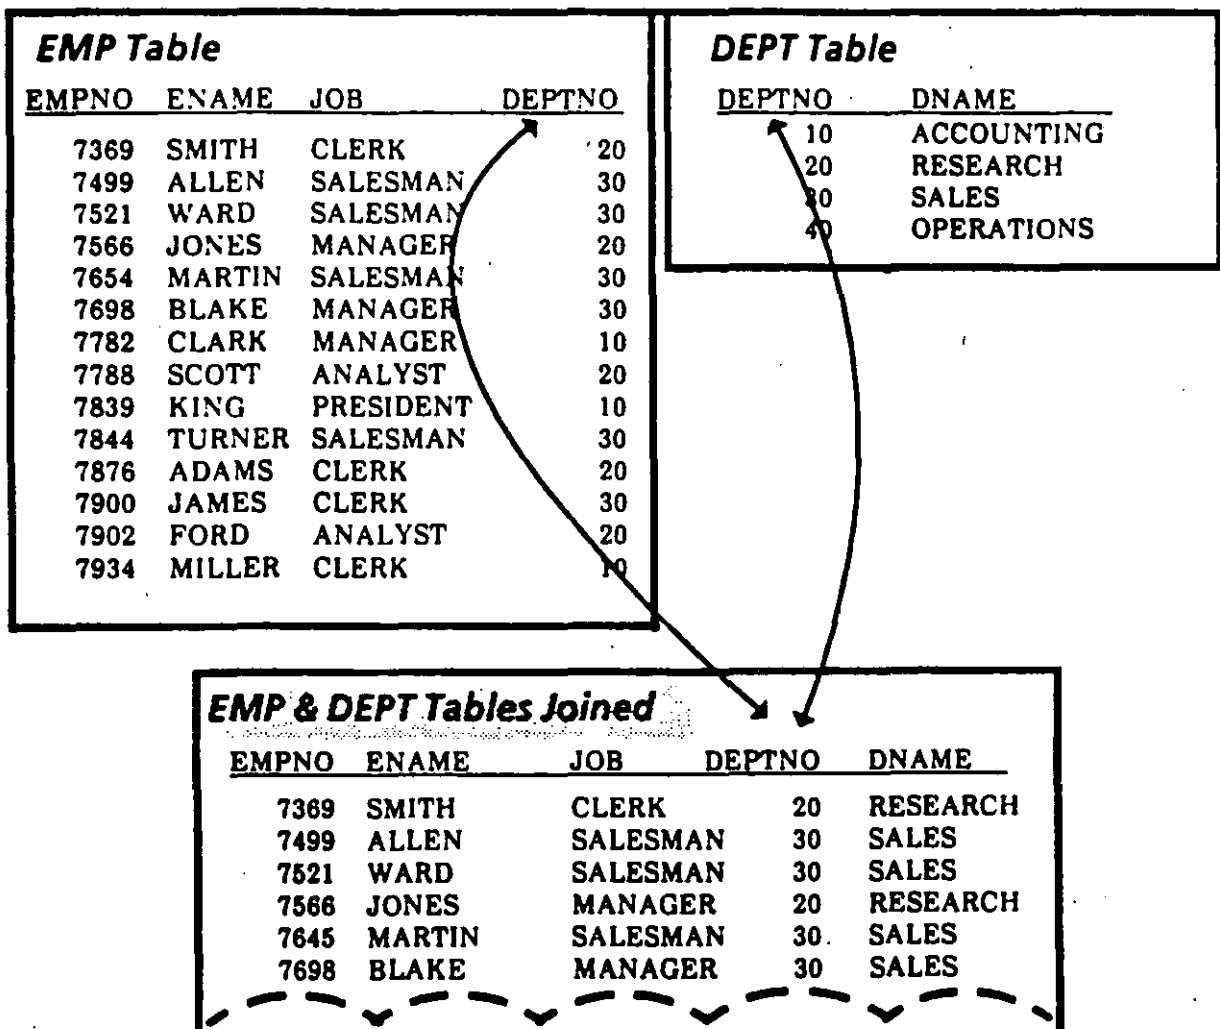 EMP Table
EMPNO ENAME JOB DEPTNO
7369 SMITH CLERK 20
7499 ALLEN SALESMAN 30
7521 WARD SALESMAN 30
7566 JONES MANAGER 20
7654 MARTIN SALESMAN 30
7698 BLAKE MANAGER 30
7782 CLARK MANAGER 10
7788 SCOTT ANALYST 20
7839 KING PRESIDENT 10
7844 TURNER SALESMAN 30
7876 ADAMS CLERK 20
7900 JAMES CLERK 30
7902 FORD ANALYST 20
7934 MILLER CLERK 10
DEPT Table
DEPTNO DNAME
10 ACCOUNTING
20 RESEARCH
30 SALES
40 OPERATIONS
EMP & DEPT Tables Joined
EMPNO ENAME JOB DEPTNO DNAME
7369 SMITH CLERK 20 RESEARCH
7499 ALLEN SALESMAN 30 SALES
7521 WARD SALESMAN 30 SALES
7566 JONES MANAGER 20 RESEARCH
7645 MARTIN SALESMAN 30 SALES
7698 BLAKE MANAGER 30 SALES